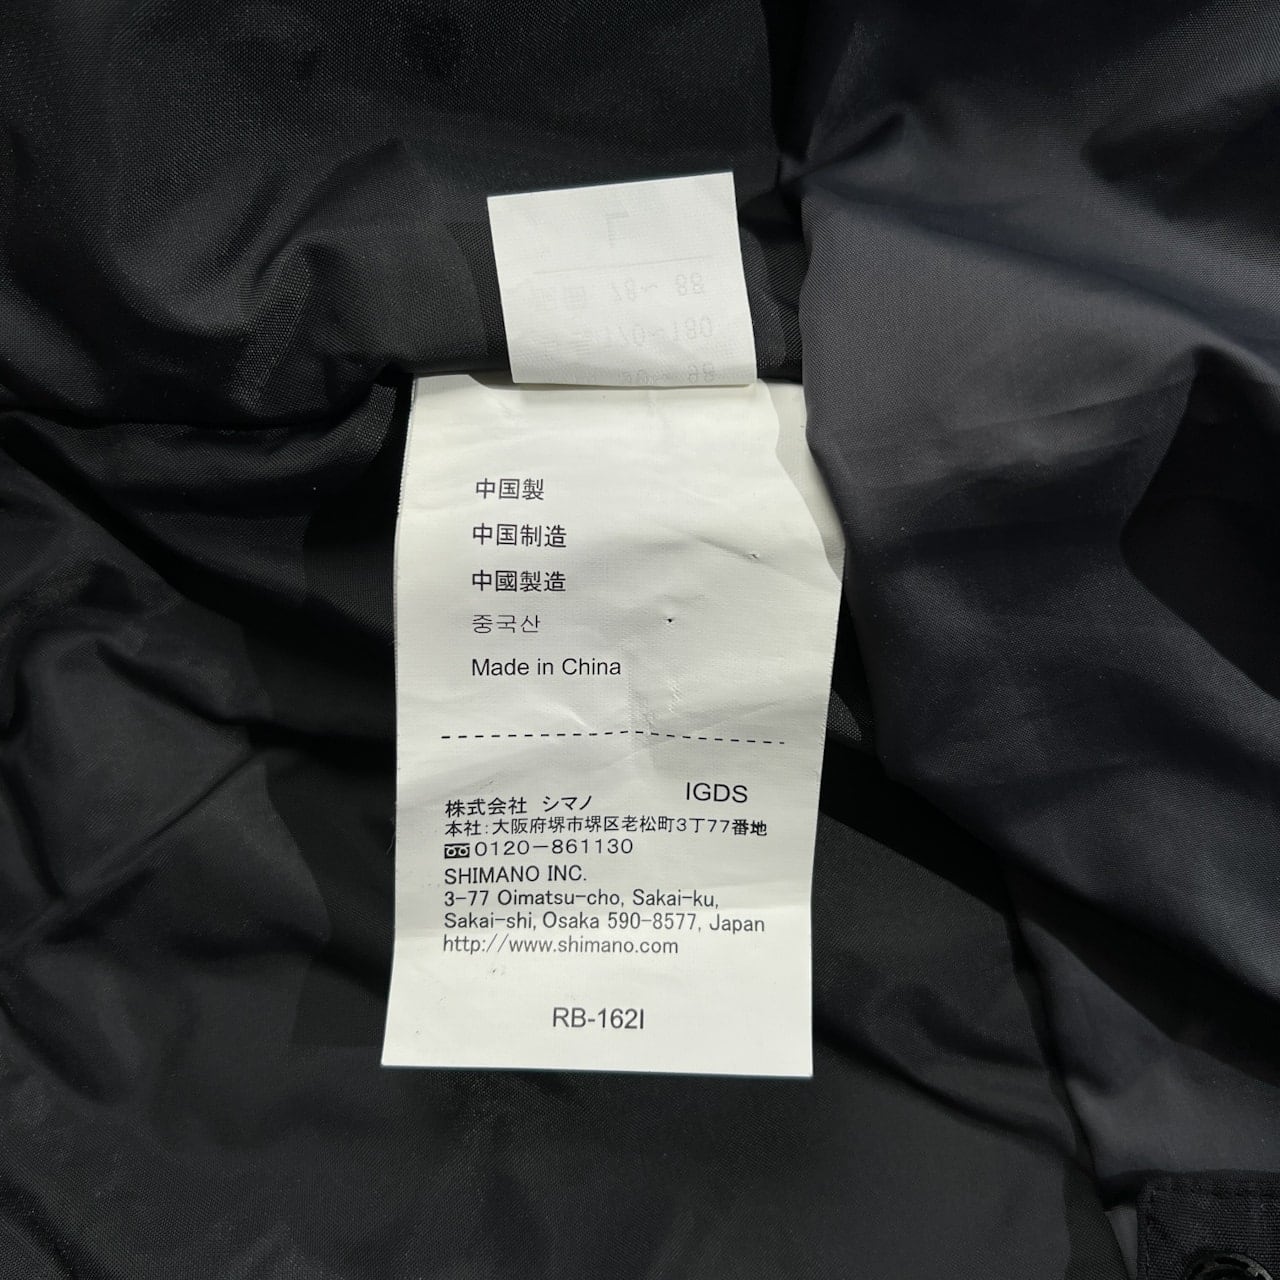 中国製
中国制造
中國製造
중국산
Made in China
IGDS
株式会社 シマノ
本社:大阪府堺市堺区老松町3丁77番地
0120-861130
SHIMANO INC.
3-77 Oimatsu-cho, Sakai-ku,
Sakai-shi, Osaka 590-8577, Japan
http://www.shimano.com
RB-162I